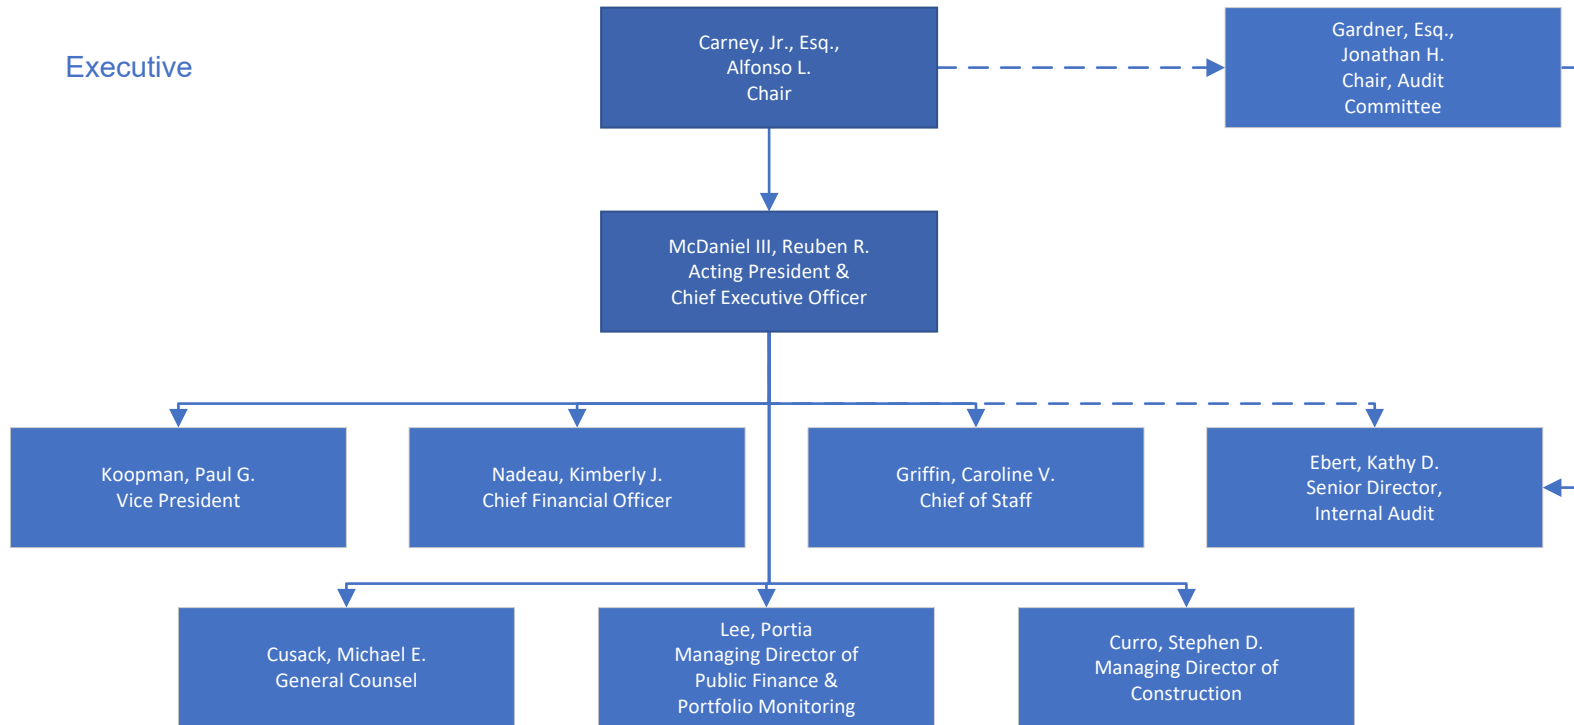 Executive
Carney, Jr., Esq.,
Alfonso L.
Chair
Gardner, Esq.,
Jonathan H.
Chair, Audit
Committee
McDaniel III, Reuben R.
Acting President &
Chief Executive Officer
Koopman, Paul G.
Vice President
Nadeau, Kimberly J.
Chief Financial Officer
Griffin, Caroline V.
Chief of Staff
Ebert, Kathy D.
Senior Director,
Internal Audit
Cusack, Michael E.
General Counsel
Lee, Portia
Managing Director of
Public Finance &
Portfolio Monitoring
Curro, Stephen D.
Managing Director of
Construction